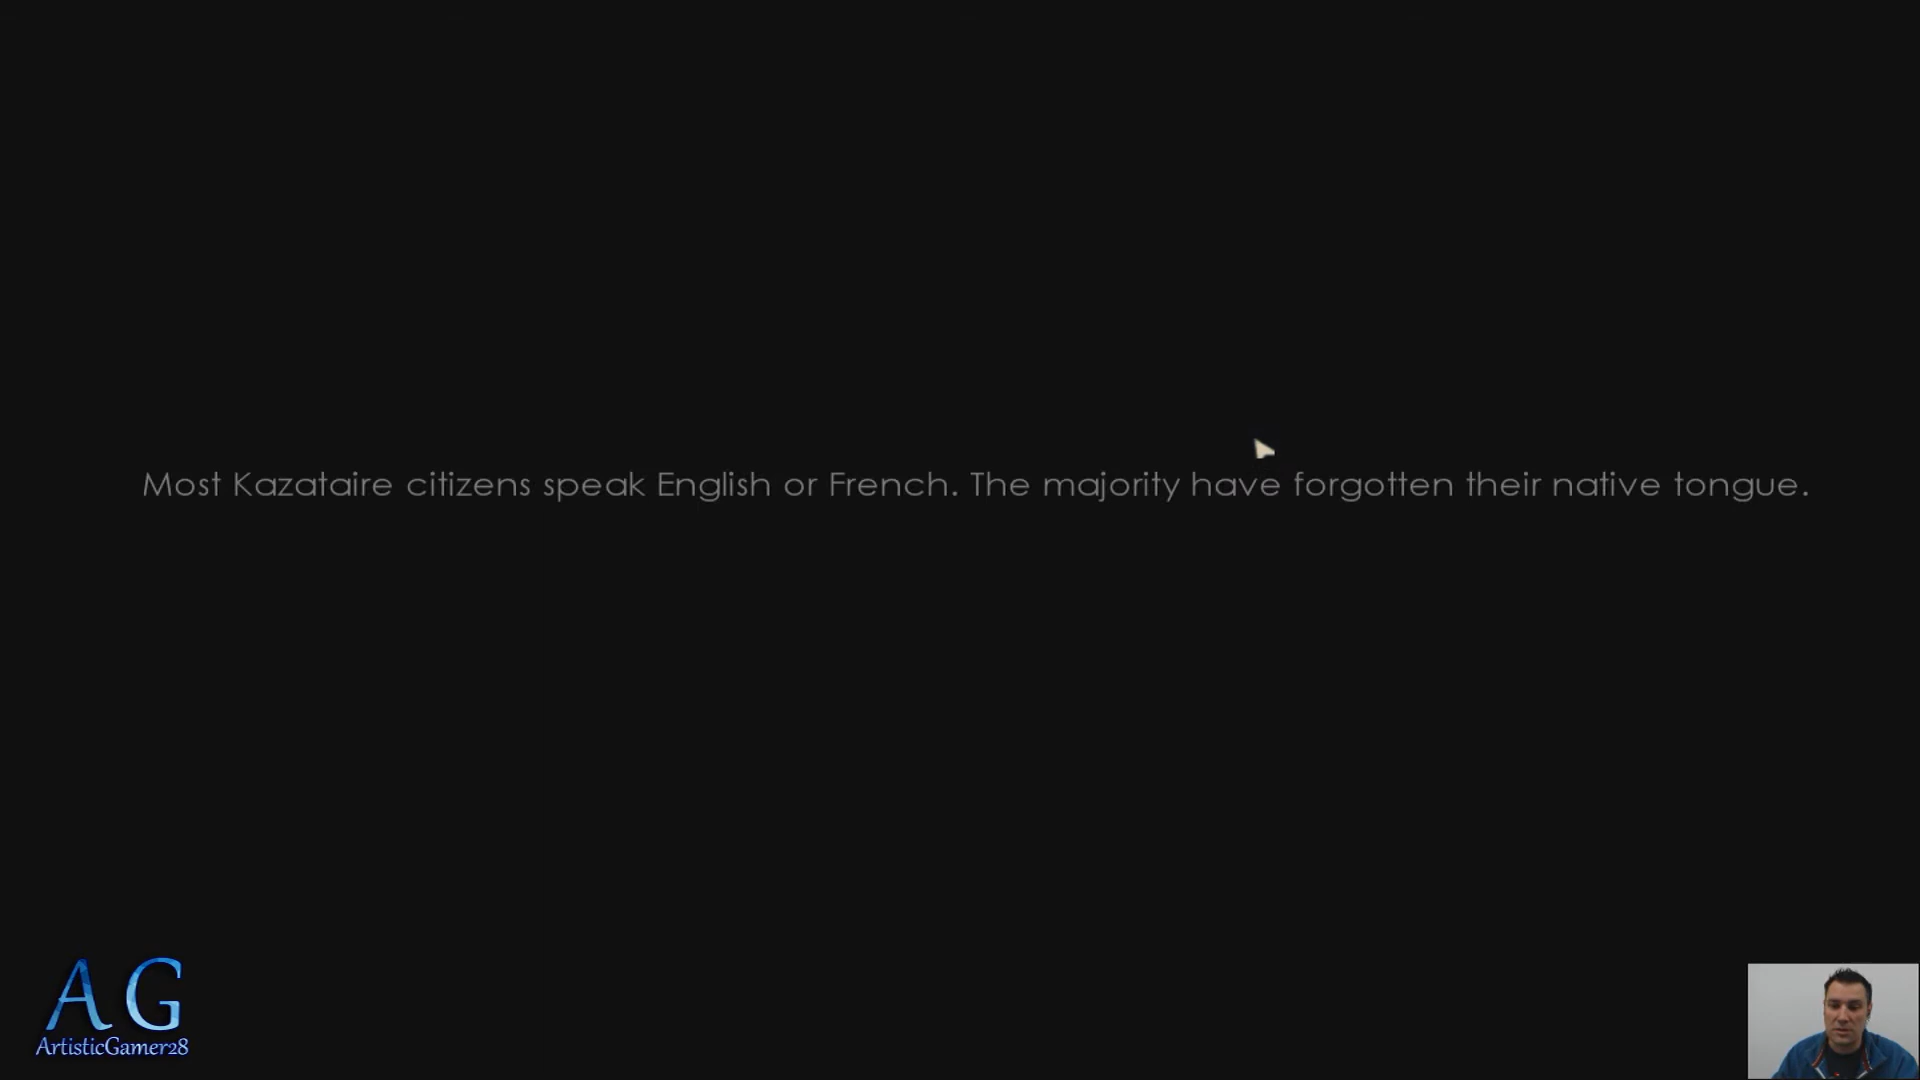 Most Kazataire citizens speak English or French. The majority have forgotten their native tongue.
AG
ArtisticGamer28